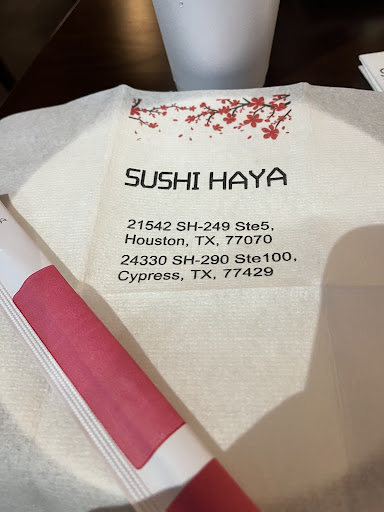 SUSHI HAYA
21542 SH-249 Ste5,
Houston, TX, 77070
24330 SH-290 Ste100,
Cypress, TX, 77429